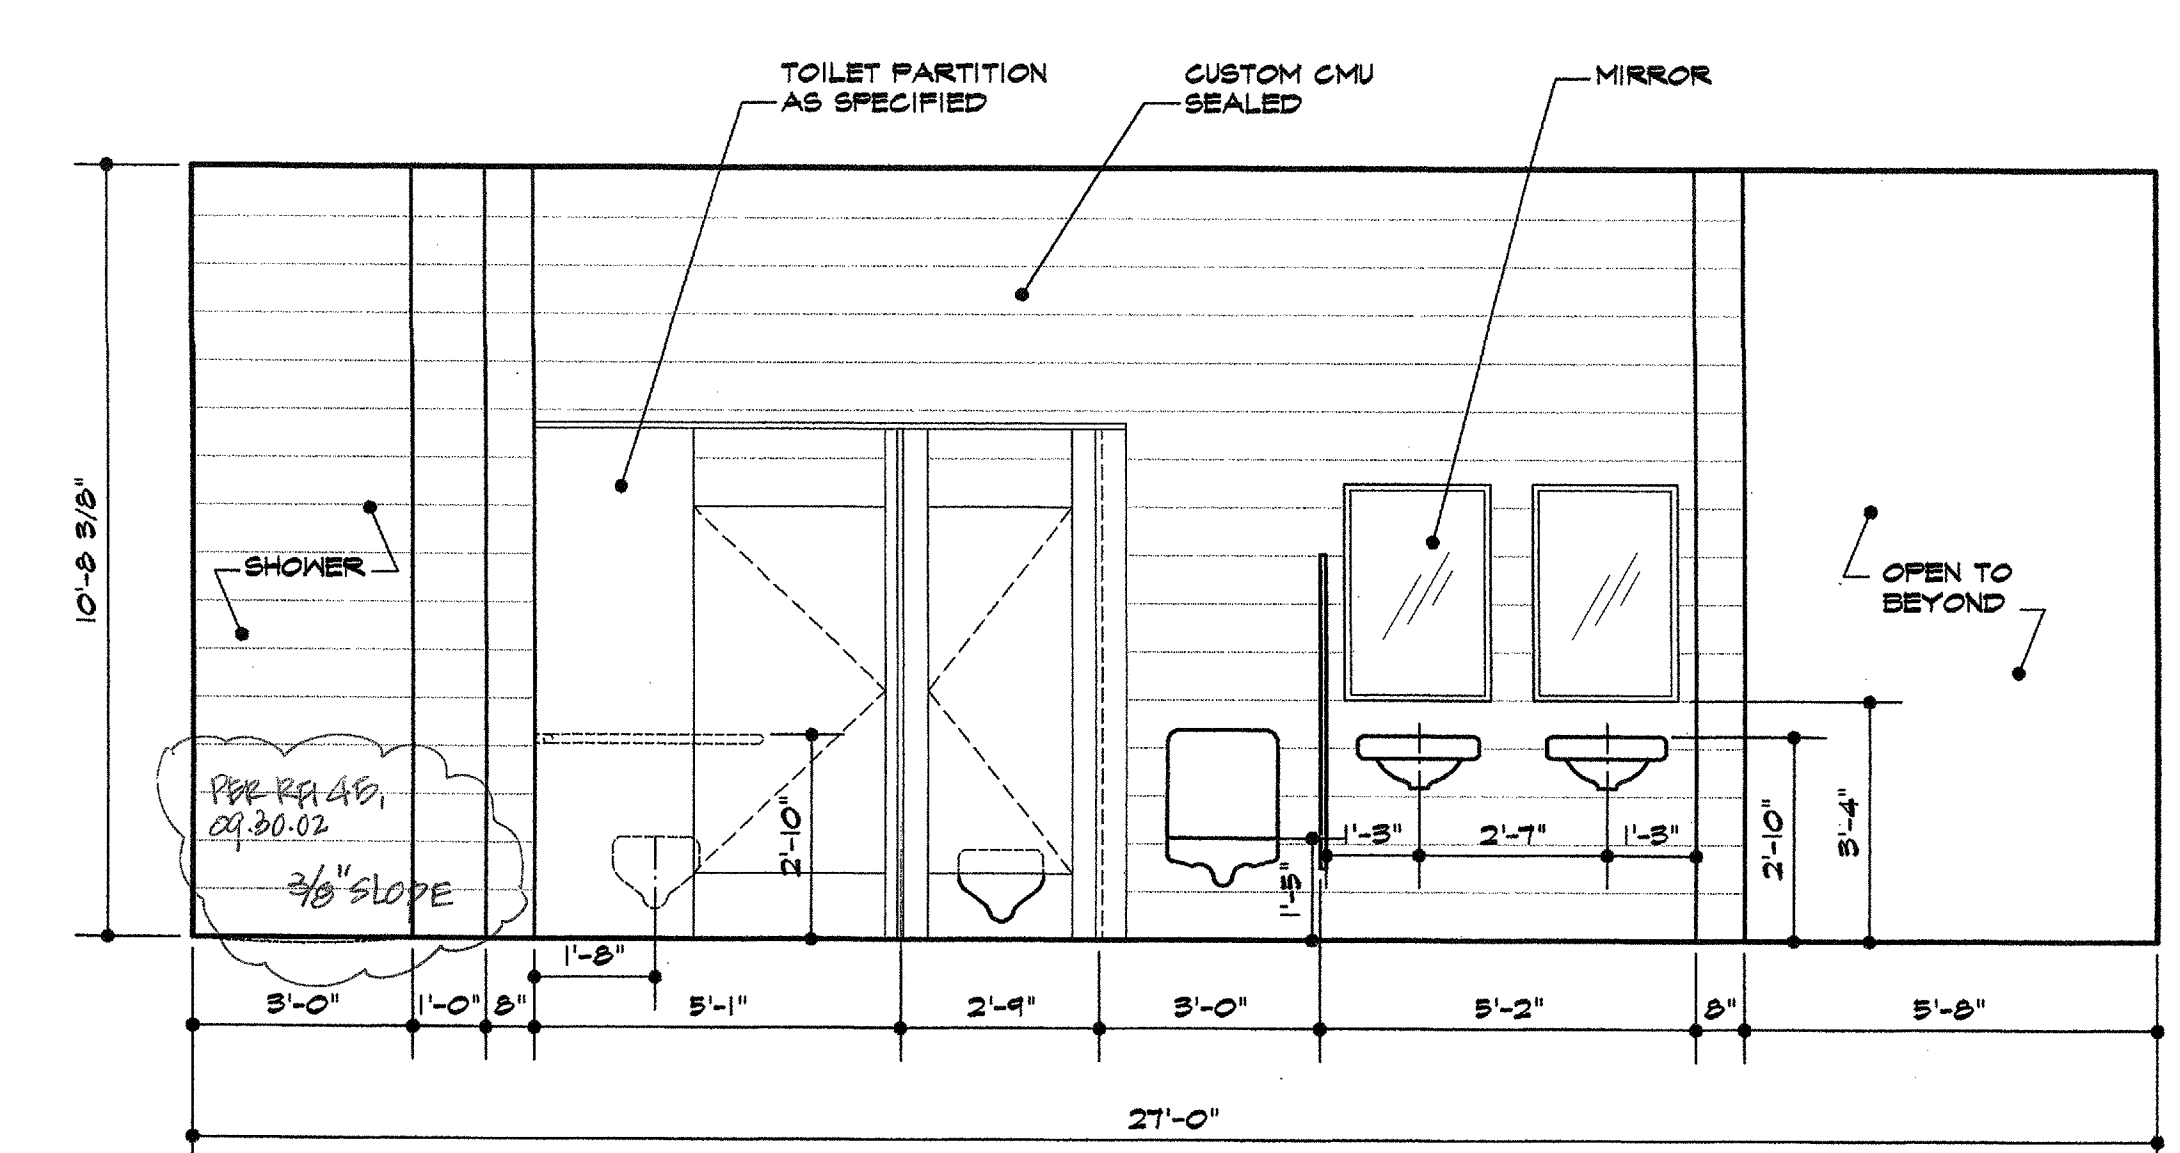 TOILET PARTITION
AS SPECIFIED
CUSTOM CMU
SEALED
MIRROR
10'-8 3/8"
SHOWER
OPEN TO
BEYOND
PER RFI 45,
09.30.02
3/8" SLOPE
2'-10"
1'-5"
1'-3"
2'-7"
1'-3"
2'-10"
3'-4"
1'-8"
3'-0"
1'-0"
8"
5'-1"
2'-9"
3'-0"
5'-2"
8"
5'-8"
27'-0"